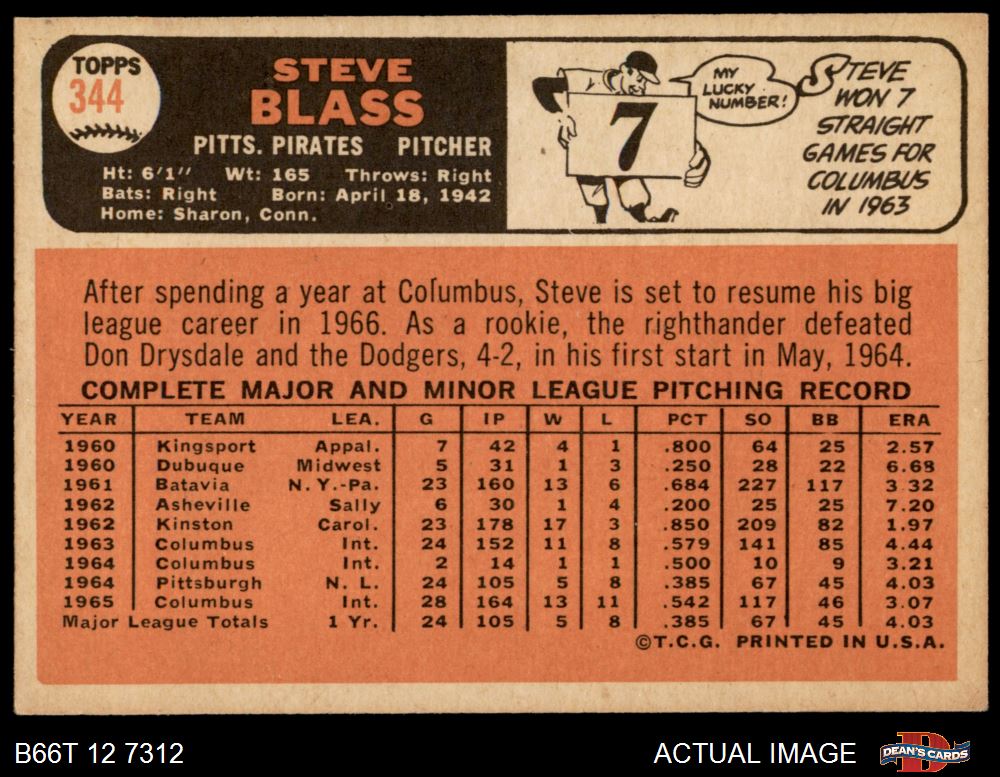 TOPPS
344
STEVE
BLASS
PITTS. PIRATES PITCHER
Ht: 6'1" Wt: 165 Throws: Right
Bats: Right Born: April 18, 1942
Home: Sharon, Conn.
7
MY
LUCKY
NUMBER!
STEVE
WON 7
STRAIGHT
GAMES FOR
COLUMBUS
IN 1963
After spending a year at Columbus, Steve is set to resume his big
league career in 1966. As a rookie, the righthander defeated
Don Drysdale and the Dodgers, 4-2, in his first start in May, 1964.
COMPLETE MAJOR AND MINOR LEAGUE PITCHING RECORD
YEAR TEAM LEA. G IP W L PCT SO BB ERA
1960 Kingsport Appal. 7 42 4 1 .800 64 25 2.57
1960 Dubuque Midwest 5 31 1 3 .250 28 22 6.68
1961 Batavia N. Y.-Pa. 23 160 13 6 .684 227 117 3.32
1962 Asheville Sally 6 30 1 4 .200 25 25 7.20
1962 Kinston Carol. 23 178 17 3 .850 209 82 1.97
1963 Columbus Int. 24 152 11 8 .579 141 85 4.44
1964 Columbus Int. 2 14 1 1 .500 10 9 3.21
1964 Pittsburgh N. L. 24 105 5 8 .385 67 45 4.03
1965 Columbus Int. 28 164 13 11 .542 117 46 3.07
Major League Totals 1 Yr. 24 105 5 8 .385 67 45 4.03
©T.C.G. PRINTED IN U.S.A.
B66T 12 7312
ACTUAL IMAGE
D
DEAN'S CARDS